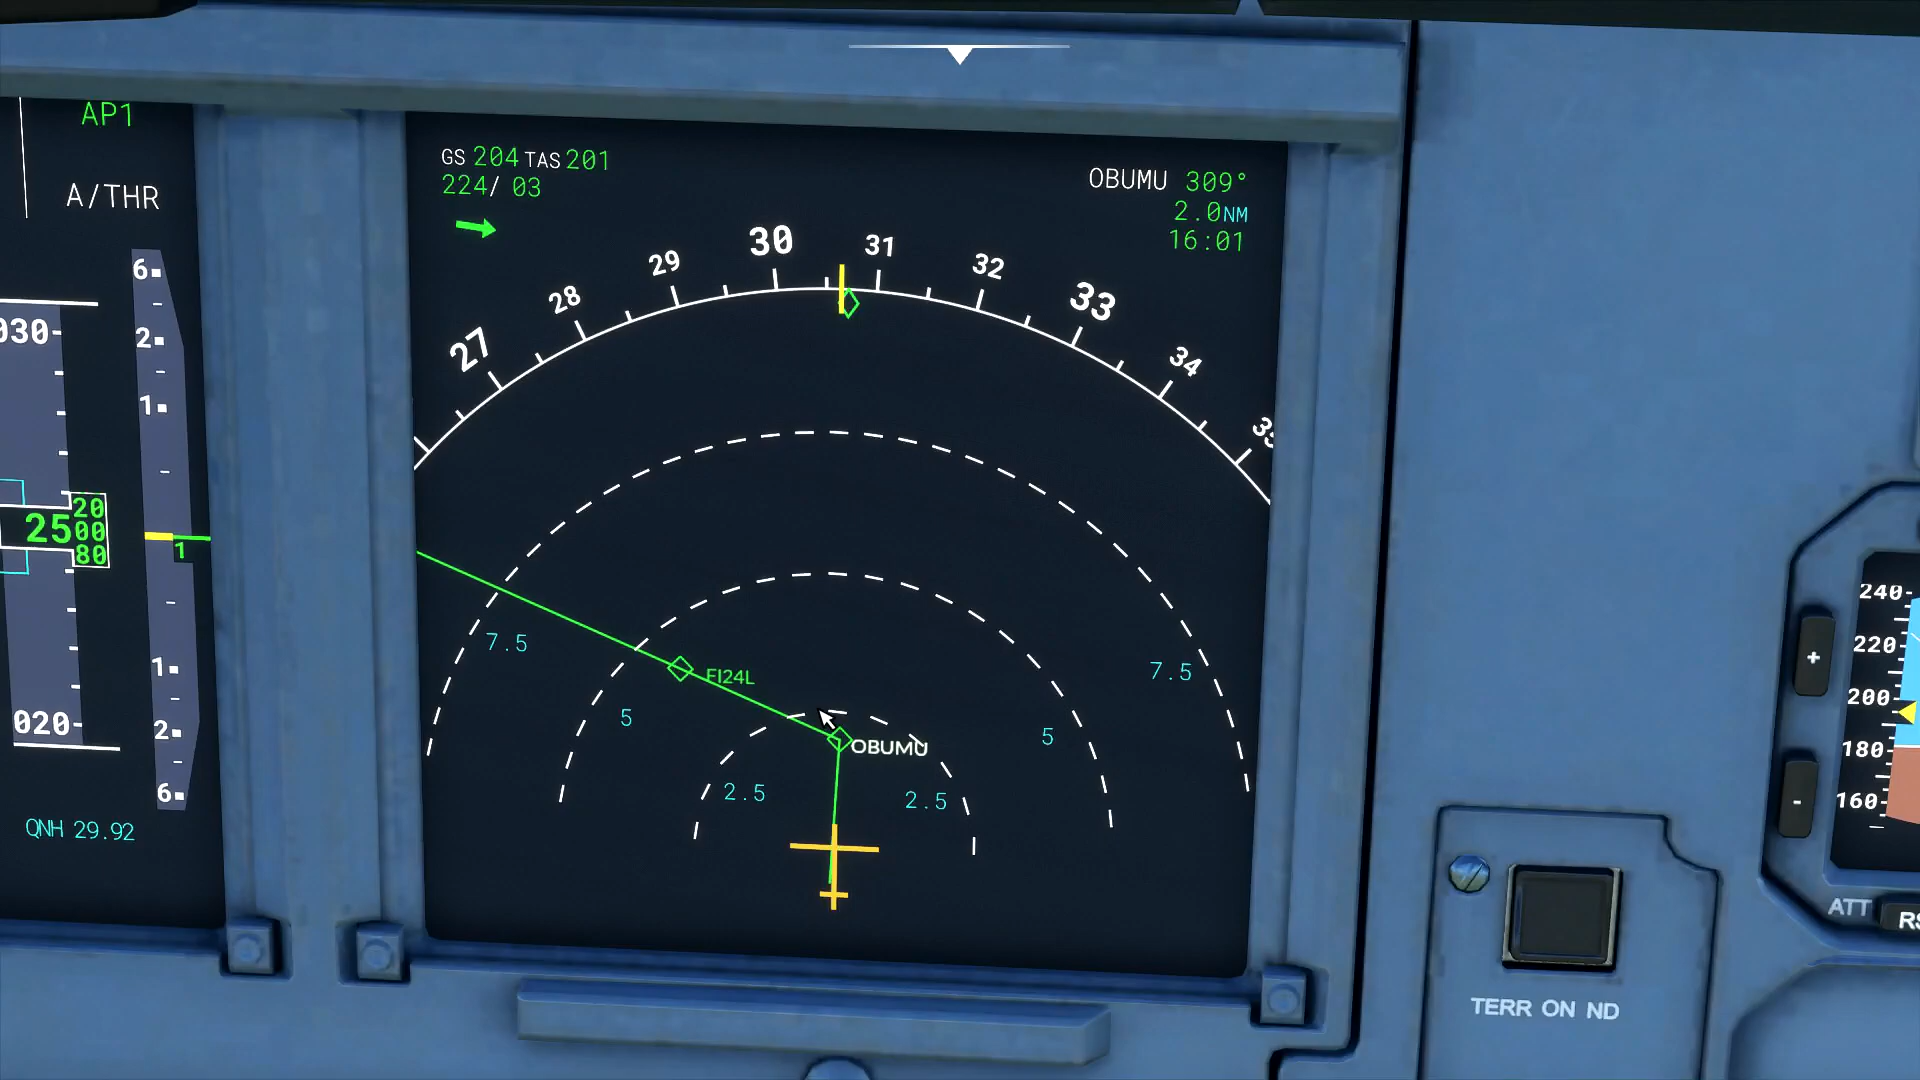 AP1
A/THR
6
030
2
1
20
2500
80
1
1
020
2
6
QNH 29.92
GS 204 TAS 201
224/ 03
OBUMU 309°
2.0NM
16:01
27 28 29 30 31 32 33 34
7.5 7.5
FI24L
5 5
OBUMU
2.5 2.5
240
220
+
200
180
-
160
ATT
TERR ON ND